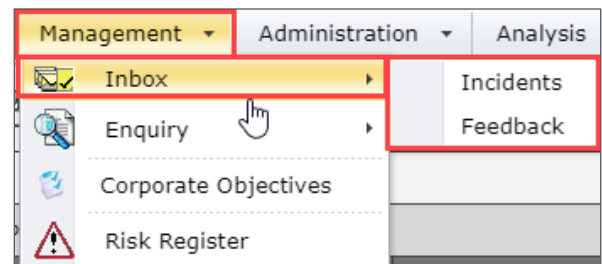 Management Administration Analysis
Inbox Incidents
Enquiry Feedback
Corporate Objectives
Risk Register